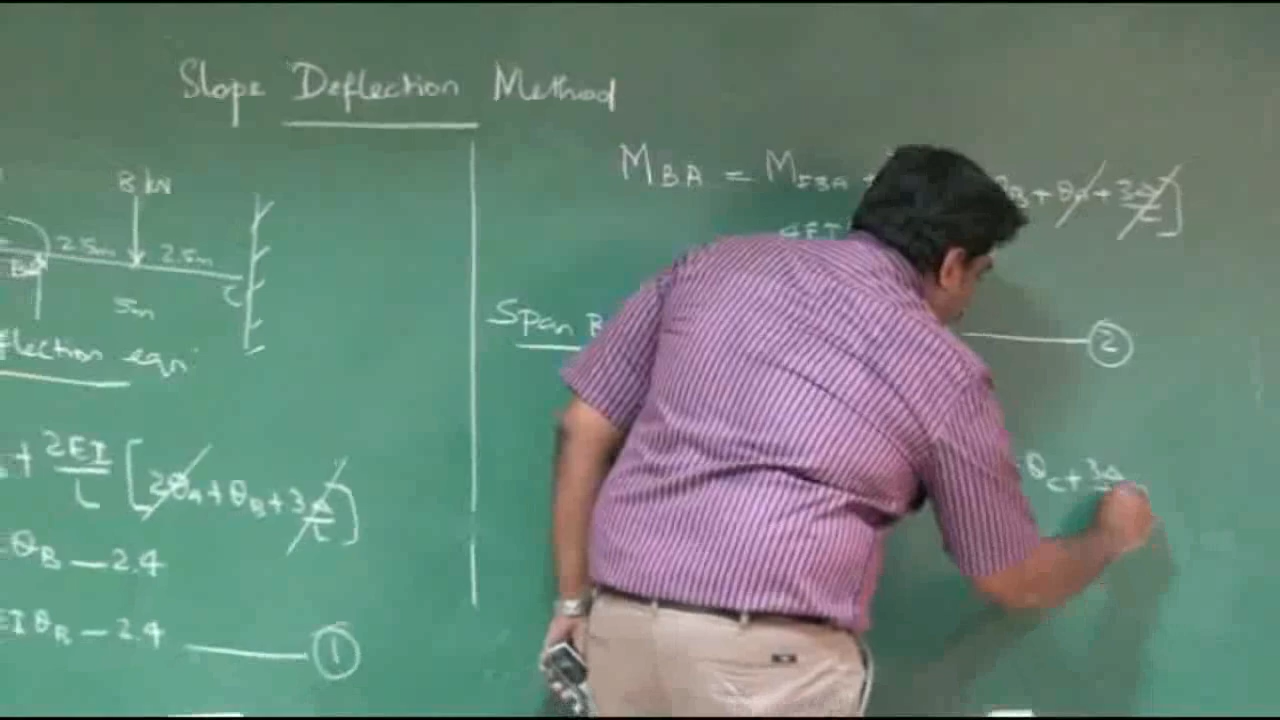 Slope Deflection Method
8 kN
2.5m 2.5m
B C
5m
flection eqn:
+ 2EI/L [2θA + θB + 3Δ/L]
θB — 2.4
EI θB — 2.4 ——— ①
MBA = MFBA + θB + θA + 3Δ/L]
4EI
Span B
——— ②
θC + 3Δ